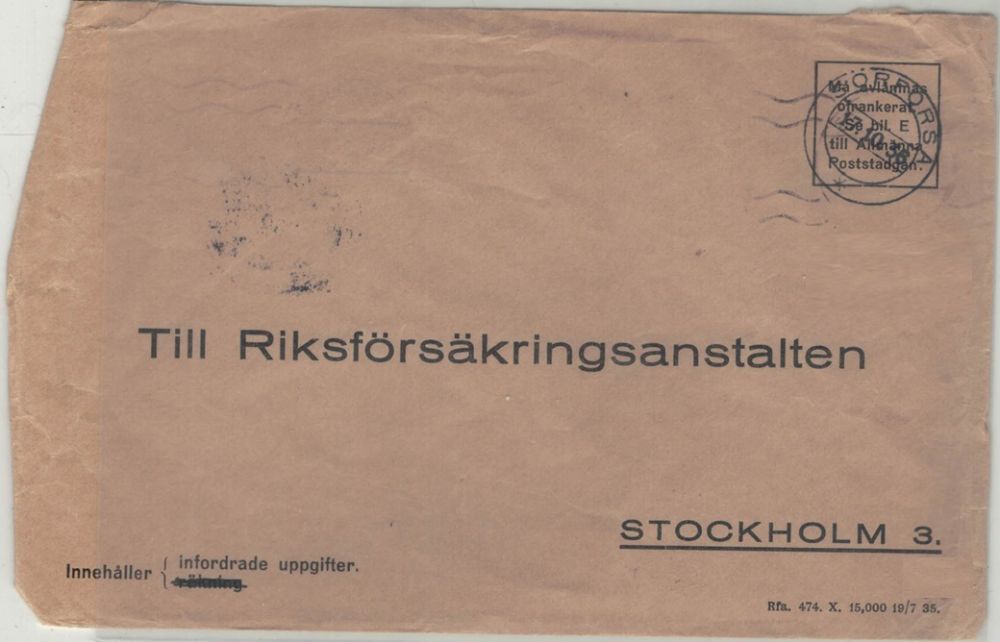 Må avlämnas
ofrankerat.
Se bil. E
till Allmänna
Poststadgan.
Till Riksförsäkringsanstalten
STOCKHOLM 3.
Innehåller { infordrade uppgifter.
räkning.
Rfa. 474. X. 15,000 19/7 35.